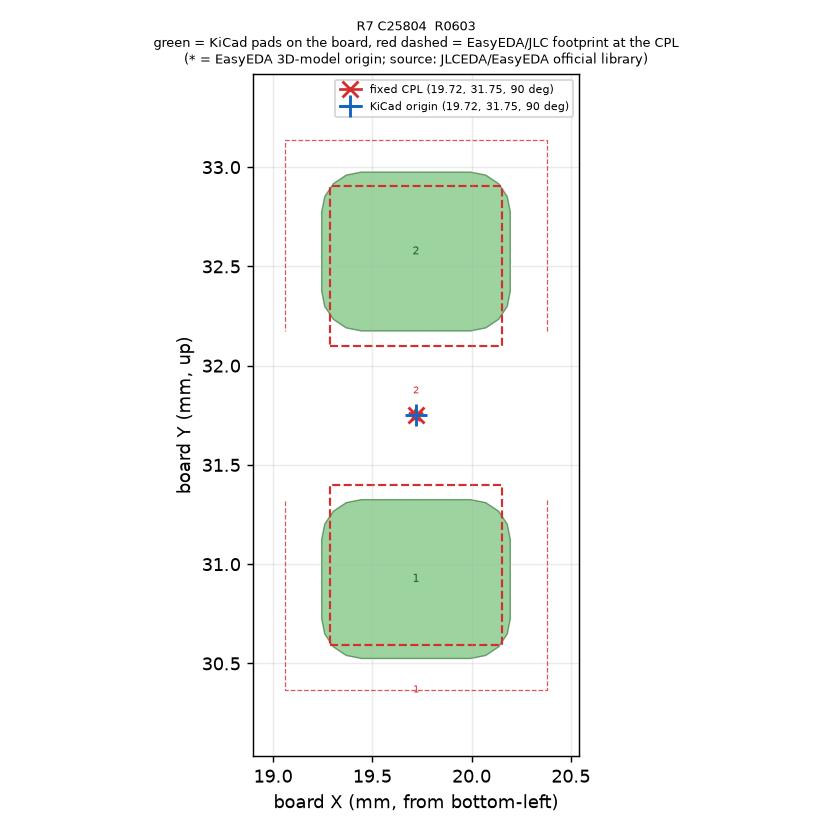 R7 C25804  R0603
green = KiCad pads on the board, red dashed = EasyEDA/JLC footprint at the CPL
(* = EasyEDA 3D-model origin; source: JLCEDA/EasyEDA official library)
fixed CPL (19.72, 31.75, 90 deg)
KiCad origin (19.72, 31.75, 90 deg)
33.0
2
32.5
32.0
2
31.5
31.0
1
30.5
1
19.0 19.5 20.0 20.5
board X (mm, from bottom-left)
board Y (mm, up)